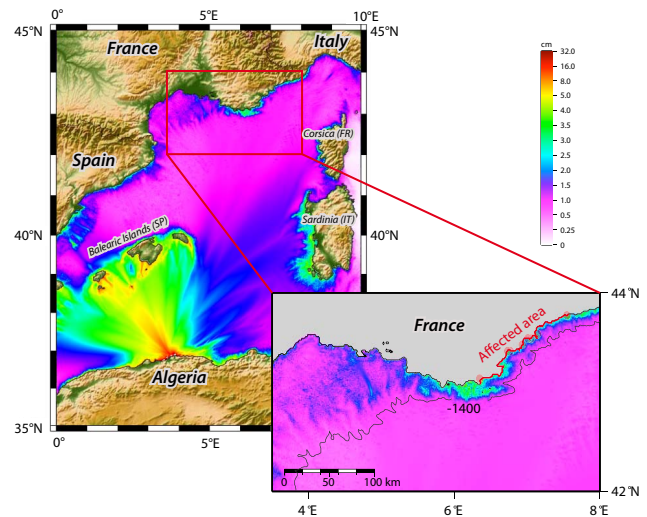 0° 5°E 10°E
45°N 45°N
France
Italy
Corsica (FR)
Spain
Sardinia (IT)
Balearic Islands (SP)
40°N 40°N
Algeria
35°N
0° 5°E
cm
32.0
16.0
8.0
5.0
4.0
3.5
3.0
2.5
2.0
1.5
1.0
0.5
0.25
0
44°N
France
Affected area
-1400
0 50 100 km
42°N
4°E 6°E 8°E